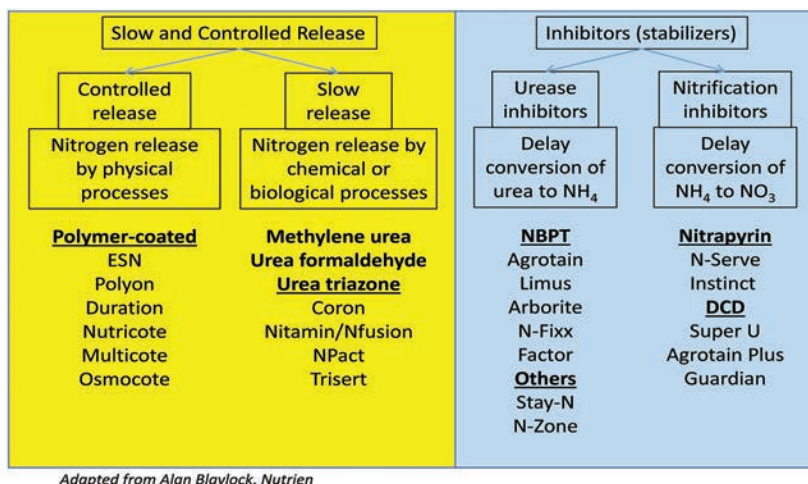 Slow and Controlled Release
Controlled
release
Nitrogen release
by physical
processes
Polymer-coated
ESN
Polyon
Duration
Nutricote
Multicote
Osmocote
Slow
release
Nitrogen release by
chemical or
biological processes
Methylene urea
Urea formaldehyde
Urea triazone
Coron
Nitamin/Nfusion
NPact
Trisert
Inhibitors (stabilizers)
Urease
inhibitors
Delay
conversion of
urea to NH₄
NBPT
Agrotain
Limus
Arborite
N-Fixx
Factor
Others
Stay-N
N-Zone
Nitrification
inhibitors
Delay
conversion of
NH₄ to NO₃
Nitrapyrin
N-Serve
Instinct
DCD
Super U
Agrotain Plus
Guardian
Adapted from Alan Blaylock, Nutrien